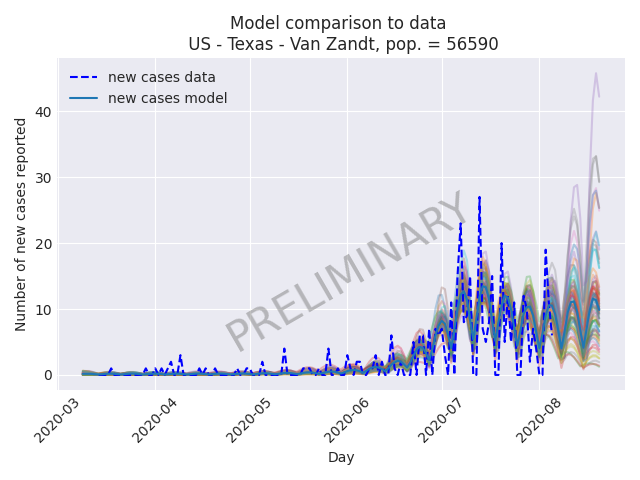 Model comparison to data
US - Texas - Van Zandt, pop. = 56590
new cases data
new cases model
PRELIMINARY
Number of new cases reported
40
30
20
10
0
2020-03
2020-04
2020-05
2020-06
2020-07
2020-08
Day